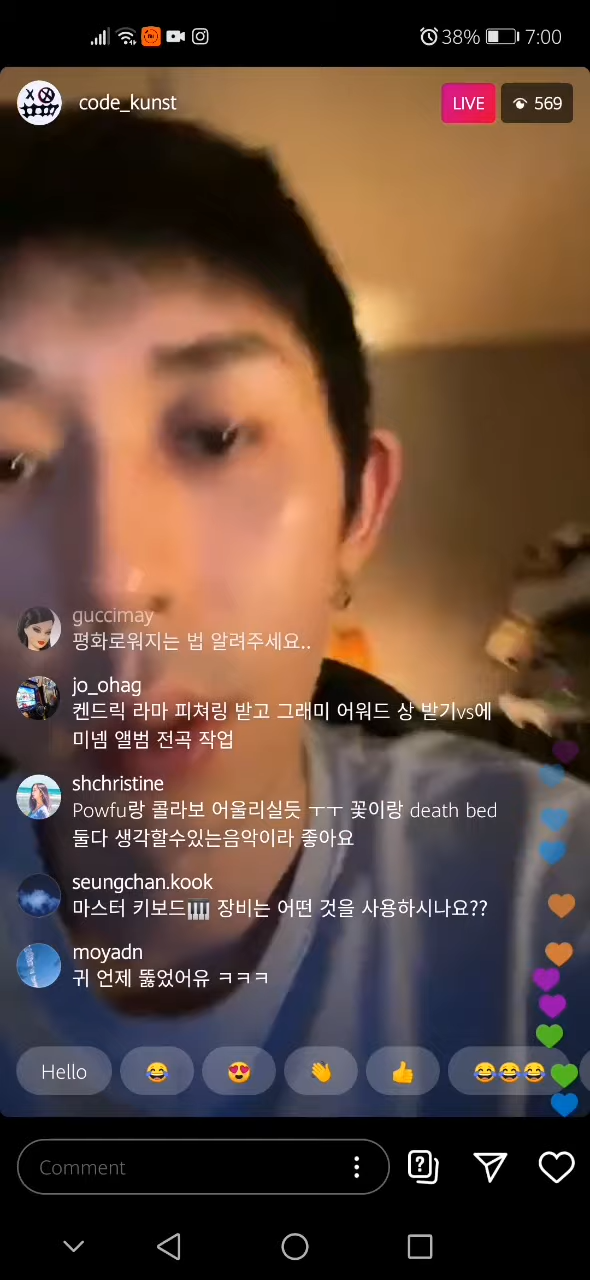 38% 7:00
code_kunst LIVE 569
guccimay
평화로워지는 법 알려주세요..
jo_ohag
켄드릭 라마 피쳐링 받고 그래미 어워드 상 받기vs에
미넴 앨범 전곡 작업
shchristine
Powfu랑 콜라보 어울리실듯 ㅜㅜ 꽃이랑 death bed
둘다 생각할수있는음악이라 좋아요
seungchan.kook
마스터 키보드🎹 장비는 어떤 것을 사용하시나요??
moyadn
귀 언제 뚫었어유 ㅋㅋㅋ
Hello 😂 😍 👋 👍 😂😂😂
Comment